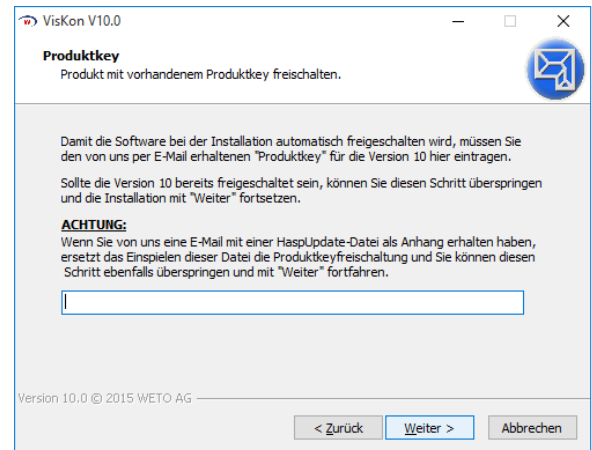 VisKon V10.0
Produktkey
Produkt mit vorhandenem Produktkey freischalten.
Damit die Software bei der Installation automatisch freigeschalten wird, müssen Sie
den von uns per E-Mail erhaltenen "Produktkey" für die Version 10 hier eintragen.
Sollte die Version 10 bereits freigeschaltet sein, können Sie diesen Schritt überspringen
und die Installation mit "Weiter" fortsetzen.
ACHTUNG:
Wenn Sie von uns eine E-Mail mit einer HaspUpdate-Datei als Anhang erhalten haben,
ersetzt das Einspielen dieser Datei die Produktkeyfreischaltung und Sie können diesen
Schritt ebenfalls überspringen und mit "Weiter" fortfahren.
Version 10.0 © 2015 WETO AG
< Zurück Weiter > Abbrechen